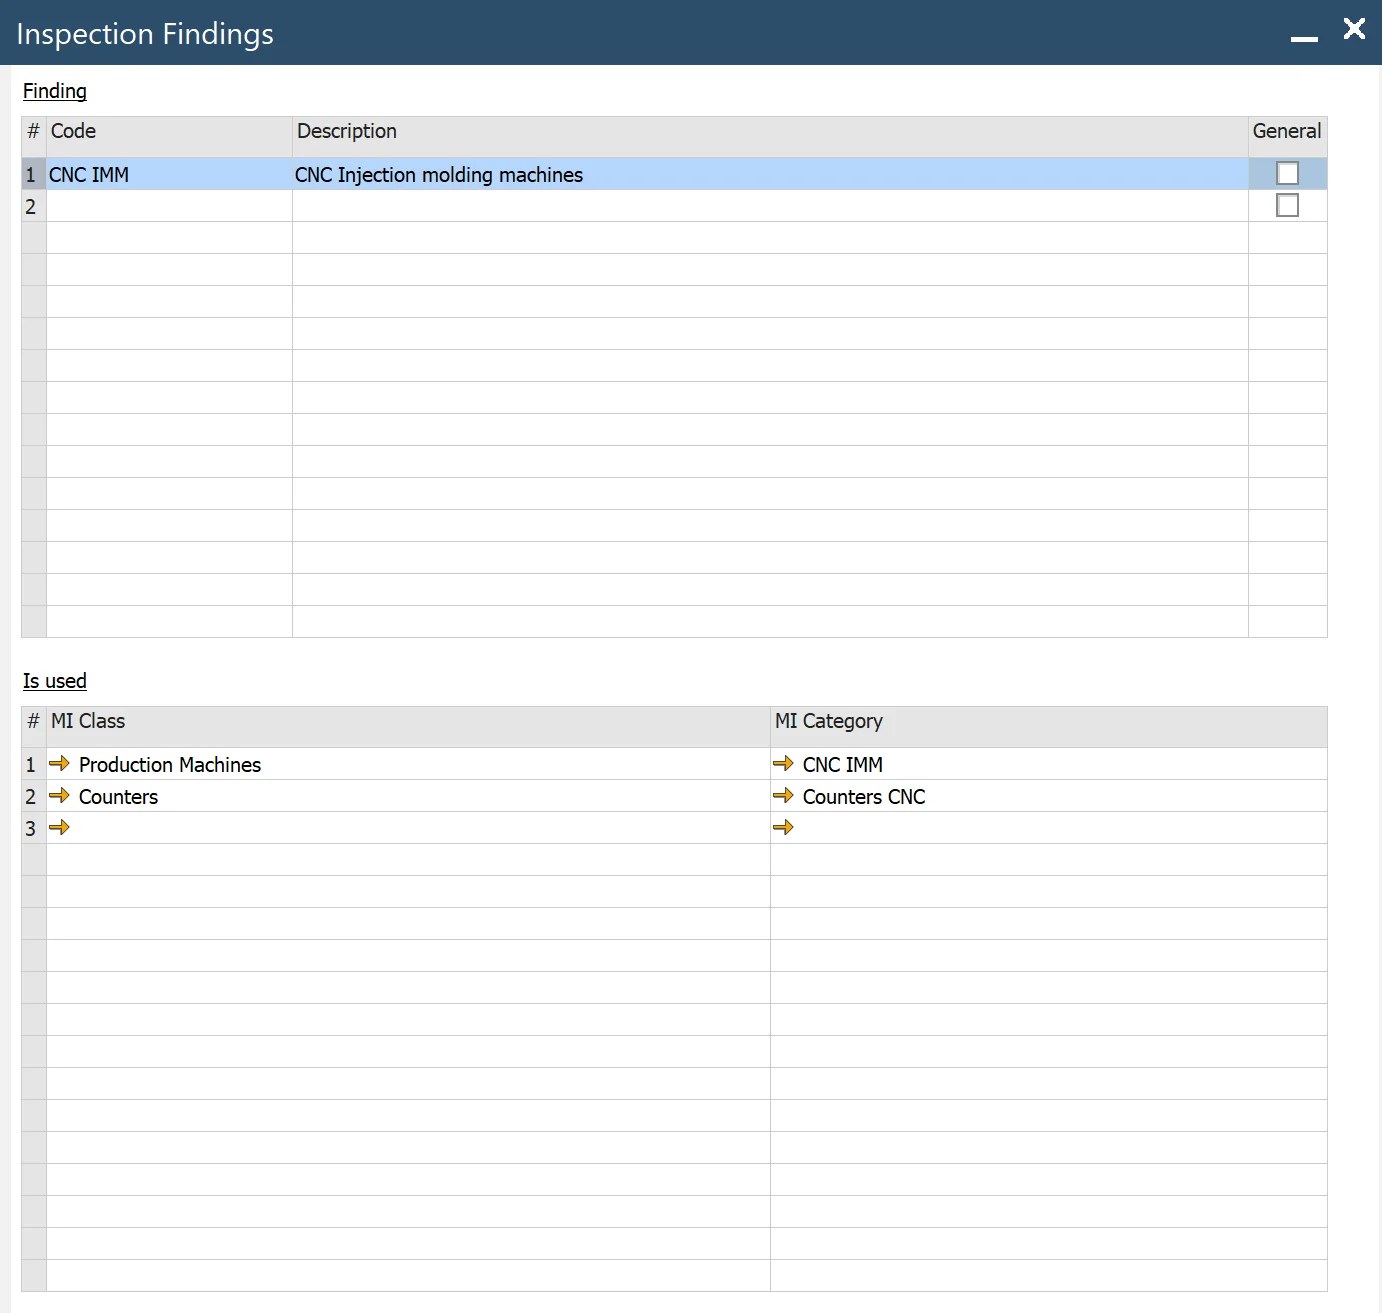 Inspection Findings
Finding
# Code Description General
1 CNC IMM CNC Injection molding machines
2
Is used
# MI Class MI Category
1 Production Machines CNC IMM
2 Counters Counters CNC
3